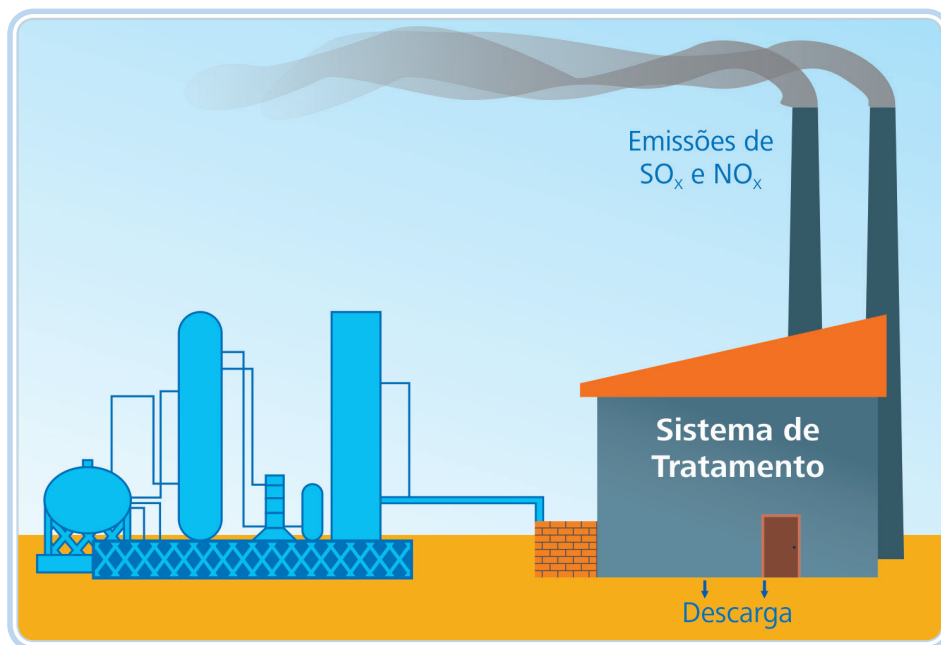 Emissões de
SOx e NOx
Sistema de
Tratamento
Descarga